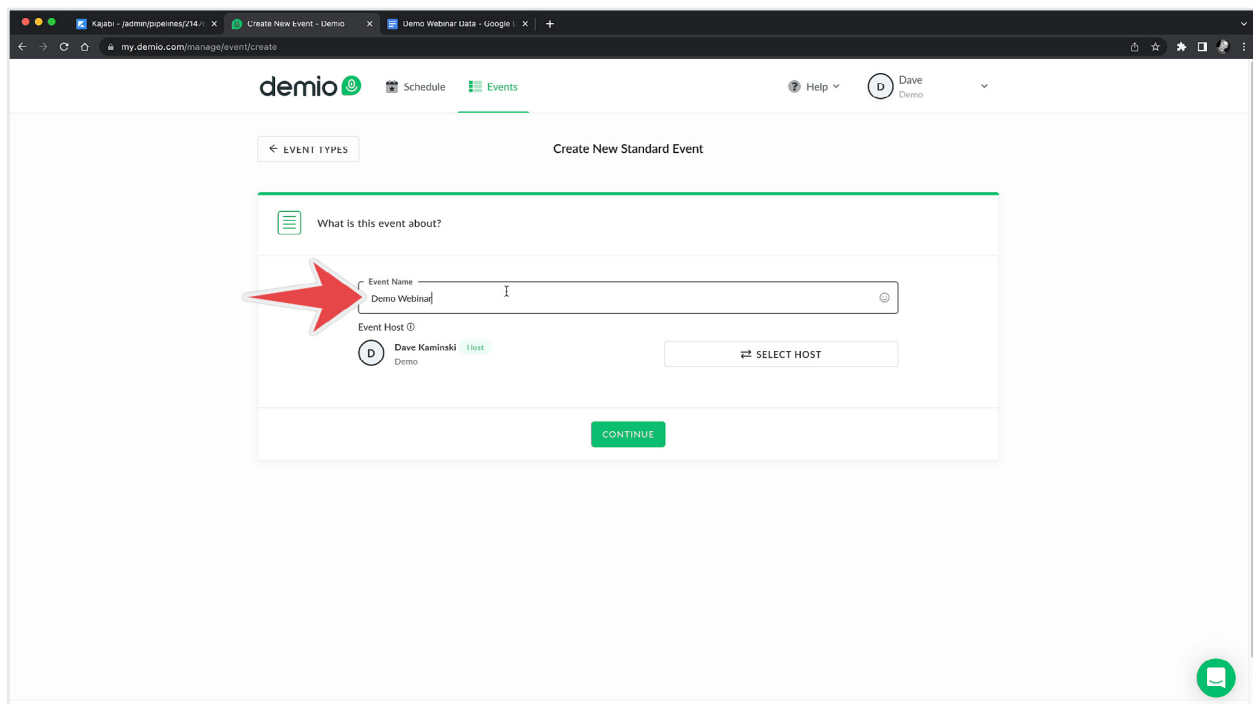 Kajabi - /admin/pipelines/2147
Create New Event - Demio
Demo Webinar Data - Google
my.demio.com/manage/event/create
demio
Schedule
Events
Help
D
Dave
Demo
EVENT TYPES
Create New Standard Event
What is this event about?
Event Name
Demo Webinar
Event Host
D
Dave Kaminski
Host
Demo
SELECT HOST
CONTINUE